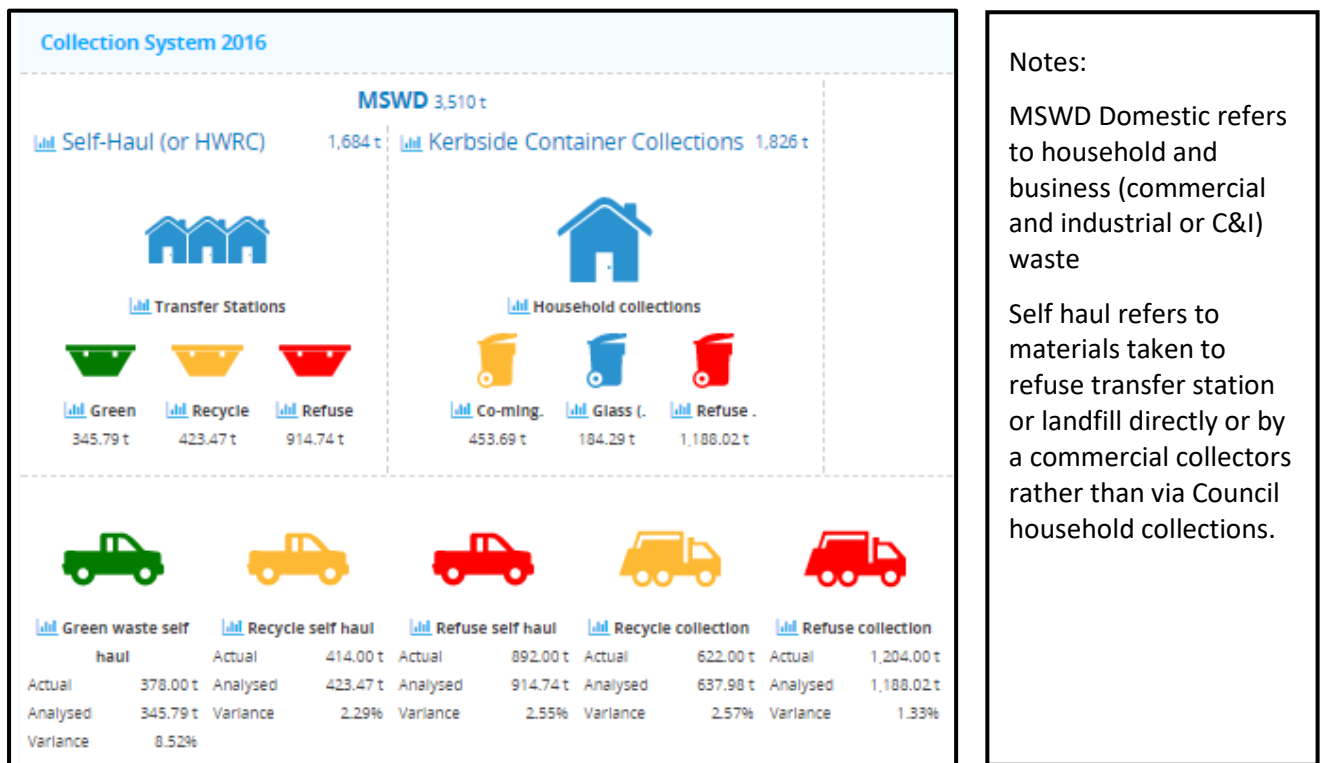 Collection System 2016
MSWD 3,510 t
Self-Haul (or HWRC) 1,684 t
Kerbside Container Collections 1,826 t
Transfer Stations
Household collections
Green Recycle Refuse
345.79 t 423.47 t 914.74 t
Co-ming. Glass (. Refuse .
453.69 t 184.29 t 1,188.02 t
Green waste self
haul
Actual 378.00 t
Analysed 345.79 t
Variance 8.52%
Recycle self haul
Actual 414.00 t
Analysed 423.47 t
Variance 2.29%
Refuse self haul
Actual 892.00 t
Analysed 914.74 t
Variance 2.55%
Recycle collection
Actual 622.00 t
Analysed 637.98 t
Variance 2.57%
Refuse collection
Actual 1,204.00 t
Analysed 1,188.02 t
Variance 1.33%
Notes:
MSWD Domestic refers
to household and
business (commercial
and industrial or C&I)
waste
Self haul refers to
materials taken to
refuse transfer station
or landfill directly or by
a commercial collectors
rather than via Council
household collections.